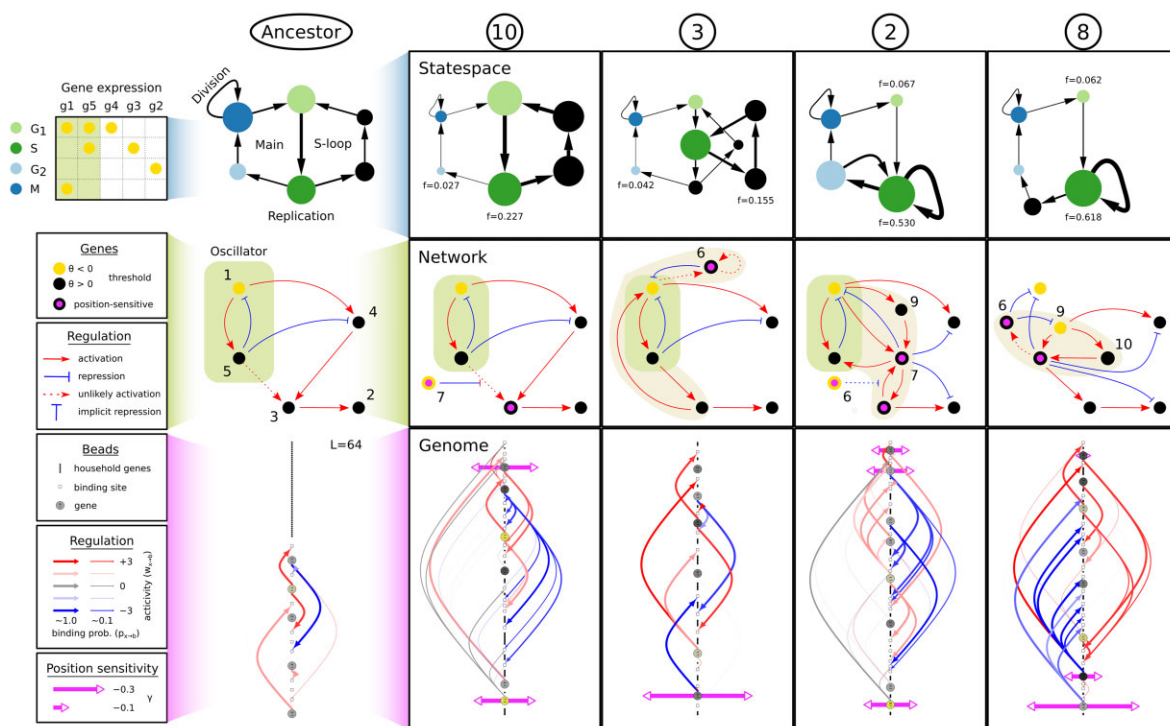 Ancestor
10
3
2
8
Gene expression
g1 g5 g4 g3 g2
G1
S
G2
M
Division
Main
S-loop
Replication
Statespace
f=0.027
f=0.227
f=0.042
f=0.155
f=0.067
f=0.530
f=0.062
f=0.618
Genes
θ < 0
θ > 0
threshold
position-sensitive
Regulation
activation
repression
unlikely activation
implicit repression
Oscillator
1
4
5
3
2
Network
7
6
9
7
6
6
9
10
Beads
household genes
binding site
gene
Regulation
+3
0
−3
~1.0 ~0.1
binding prob. (px→b)
acticivity (wx→b)
Position sensitivity
−0.3
−0.1
γ
L=64
Genome